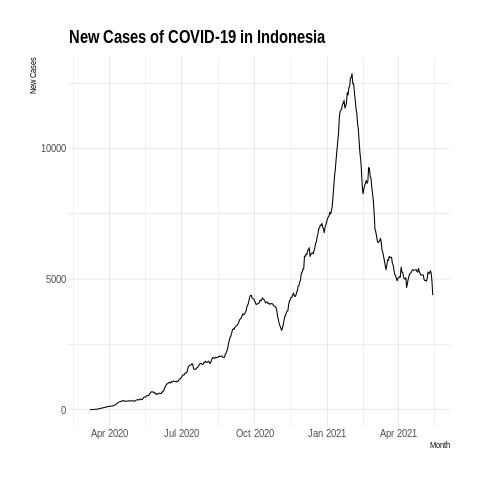 New Cases of COVID-19 in Indonesia
New Cases
10000
5000
0
Apr 2020 Jul 2020 Oct 2020 Jan 2021 Apr 2021
Month